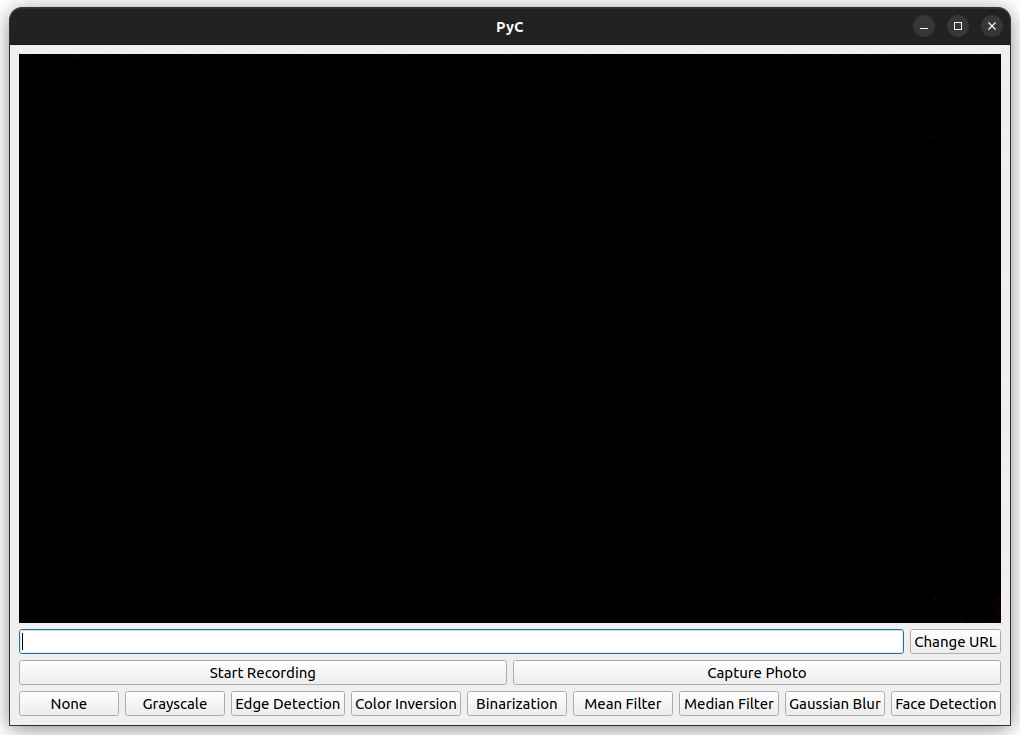 PyC
Change URL
Start Recording Capture Photo
None Grayscale Edge Detection Color Inversion Binarization Mean Filter Median Filter Gaussian Blur Face Detection